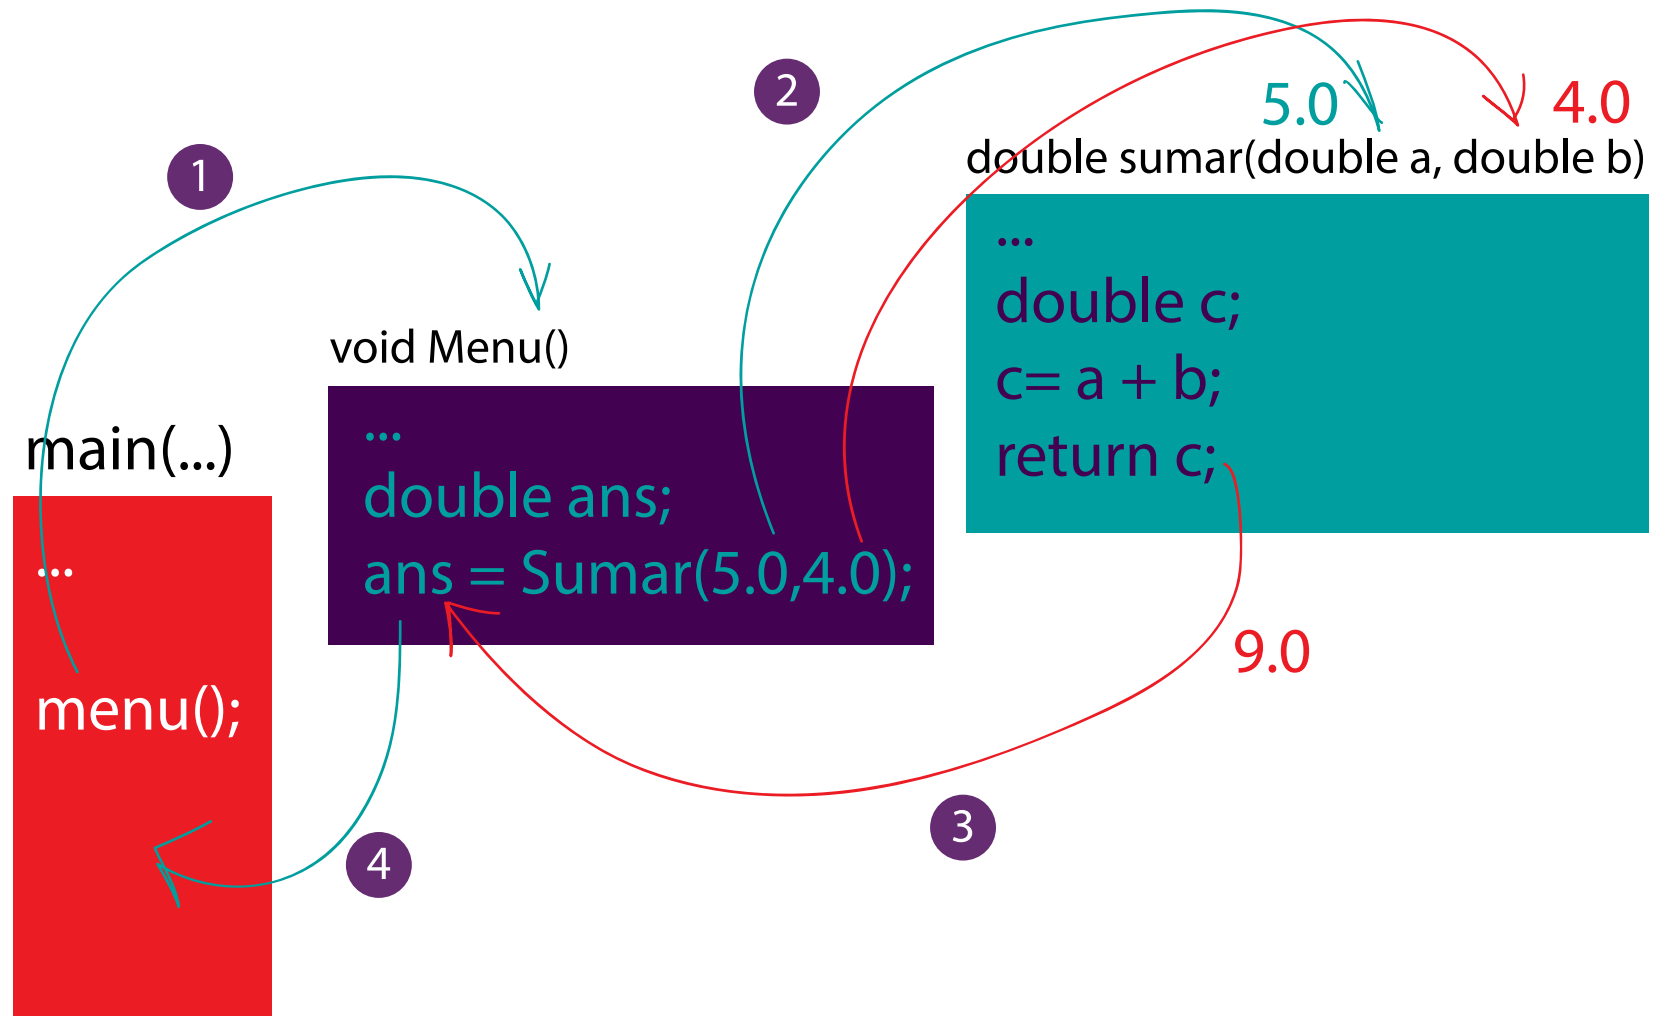 1
2
5.0
4.0
double sumar(double a, double b)
...
double c;
c= a + b;
return c;
void Menu()
...
double ans;
ans = Sumar(5.0,4.0);
main(...)
...
menu();
9.0
3
4